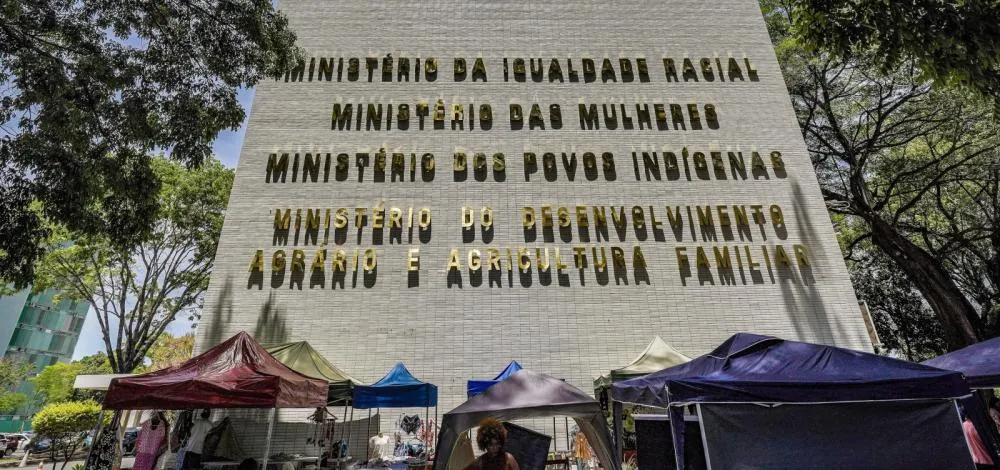 MINISTÉRIO DA IGUALDADE RACIAL
MINISTÉRIO DAS MULHERES
MINISTÉRIO DOS POVOS INDÍGENAS
MINISTÉRIO DO DESENVOLVIMENTO
AGRÁRIO E AGRICULTURA FAMILIAR